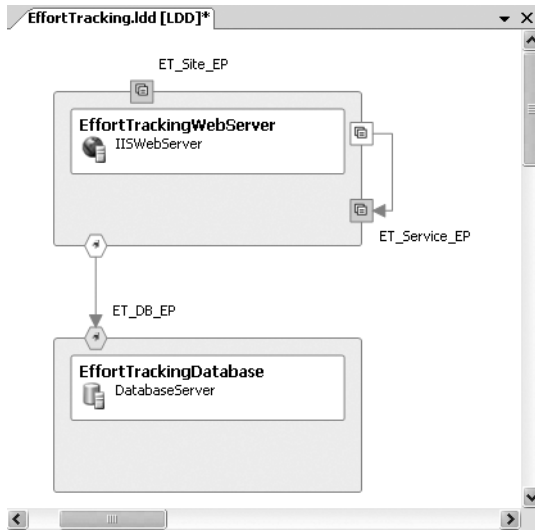 EffortTracking.ldd [LDD]*
ET_Site_EP
EffortTrackingWebServer
IISWebServer
ET_Service_EP
ET_DB_EP
EffortTrackingDatabase
DatabaseServer